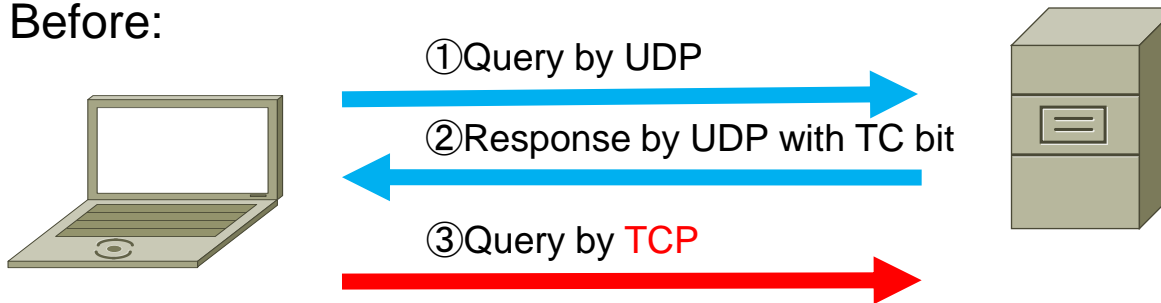 Before:
①Query by UDP
②Response by UDP with TC bit
③Query by TCP